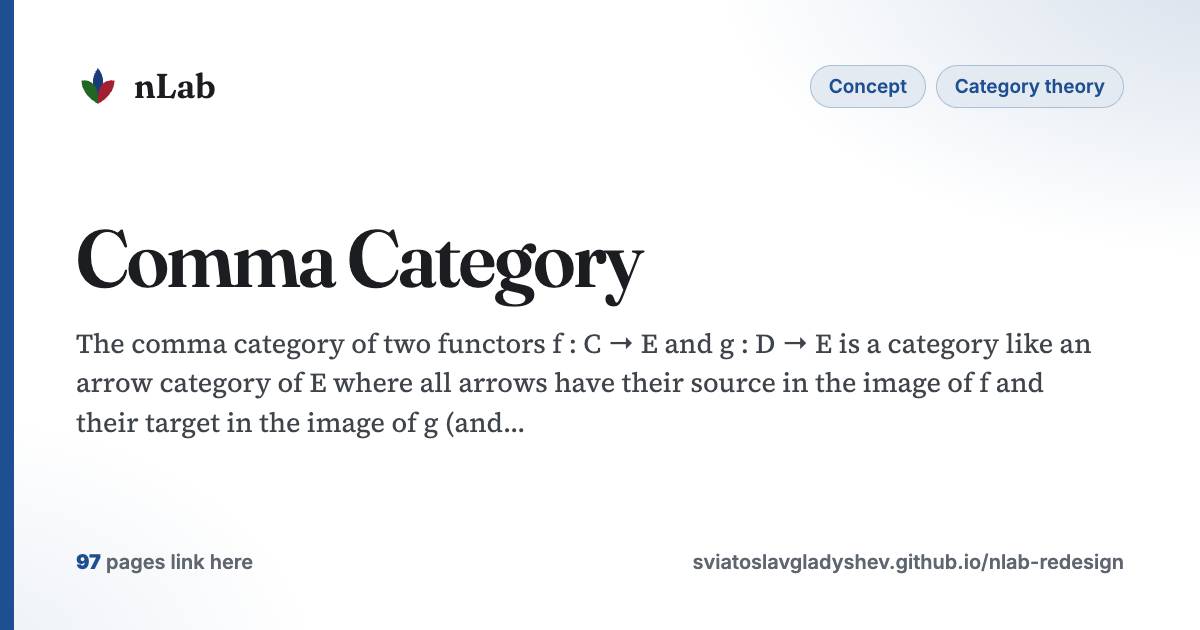 nLab
Concept
Category theory
Comma Category
The comma category of two functors f : C → E and g : D → E is a category like an
arrow category of E where all arrows have their source in the image of f and
their target in the image of g (and...
97 pages link here
sviatoslavgladyshev.github.io/nlab-redesign